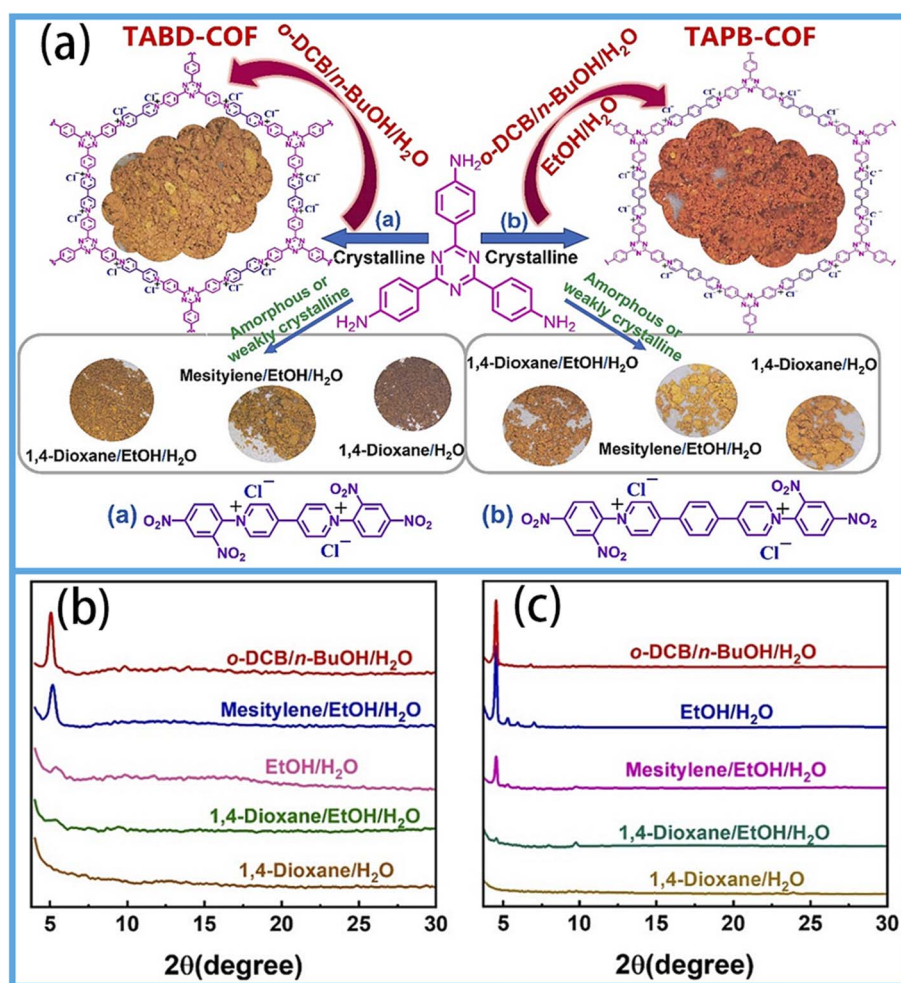 (a)
TABD-COF
TAPB-COF
o-DCB/n-BuOH/H₂O
o-DCB/n-BuOH/H₂O
EtOH/H₂O
NH₂
(a)
(b)
Crystalline
Crystalline
N
N
N
H₂N
NH₂
Amorphous or
weakly crystalline
Amorphous or
weakly crystalline
Mesitylene/EtOH/H₂O
1,4-Dioxane/EtOH/H₂O
1,4-Dioxane/H₂O
1,4-Dioxane/EtOH/H₂O
1,4-Dioxane/H₂O
Mesitylene/EtOH/H₂O
(a)
O₂N
NO₂
N
+
Cl⁻
N
+
Cl⁻
O₂N
NO₂
(b)
O₂N
NO₂
N
+
Cl⁻
N
+
Cl⁻
O₂N
NO₂
(b)
o-DCB/n-BuOH/H₂O
Mesitylene/EtOH/H₂O
EtOH/H₂O
1,4-Dioxane/EtOH/H₂O
1,4-Dioxane/H₂O
5 10 15 20 25 30
2θ(degree)
(c)
o-DCB/n-BuOH/H₂O
EtOH/H₂O
Mesitylene/EtOH/H₂O
1,4-Dioxane/EtOH/H₂O
1,4-Dioxane/H₂O
5 10 15 20 25 30
2θ(degree)